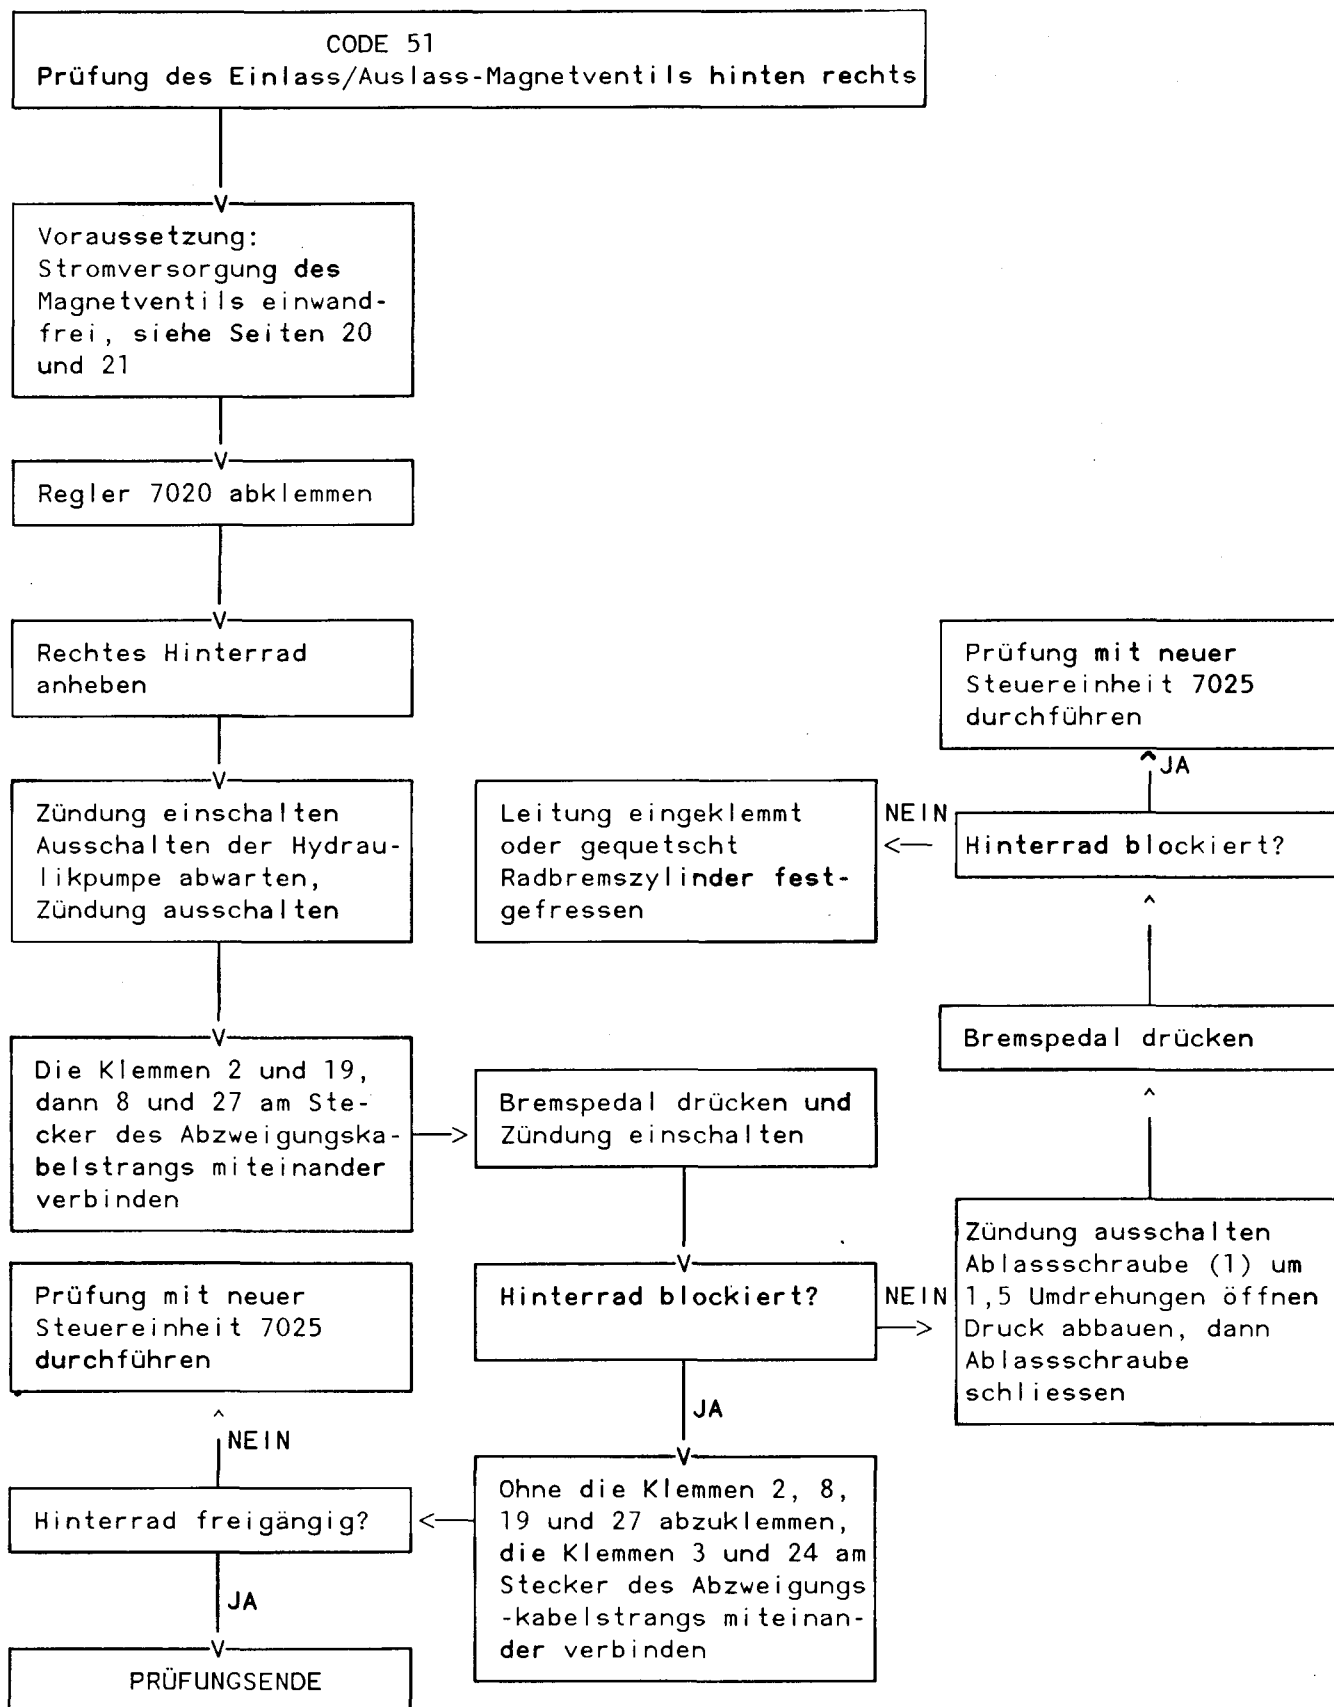 CODE 51
Prüfung des Einlass/Auslass-Magnetventils hinten rechts
Voraussetzung:
Stromversorgung des
Magnetventils einwand-
frei, siehe Seiten 20
und 21
Regler 7020 abklemmen
Rechtes Hinterrad
anheben
Zündung einschalten
Ausschalten der Hydrau-
likpumpe abwarten,
Zündung ausschalten
Die Klemmen 2 und 19,
dann 8 und 27 am Ste-
cker des Abzweigungska-
belstrangs miteinander
verbinden
Bremspedal drücken und
Zündung einschalten
Hinterrad blockiert?
NEIN
Zündung ausschalten
Ablassschraube (1) um
1,5 Umdrehungen öffnen
Druck abbauen, dann
Ablassschraube
schliessen
Bremspedal drücken
Hinterrad blockiert?
JA
Prüfung mit neuer
Steuereinheit 7025
durchführen
NEIN
Leitung eingeklemmt
oder gequetscht
Radbremszylinder fest-
gefressen
JA
Ohne die Klemmen 2, 8,
19 und 27 abzuklemmen,
die Klemmen 3 und 24 am
Stecker des Abzweigungs
-kabelstrangs miteinan-
der verbinden
Hinterrad freigängig?
NEIN
Prüfung mit neuer
Steuereinheit 7025
durchführen
JA
PRÜFUNGSENDE